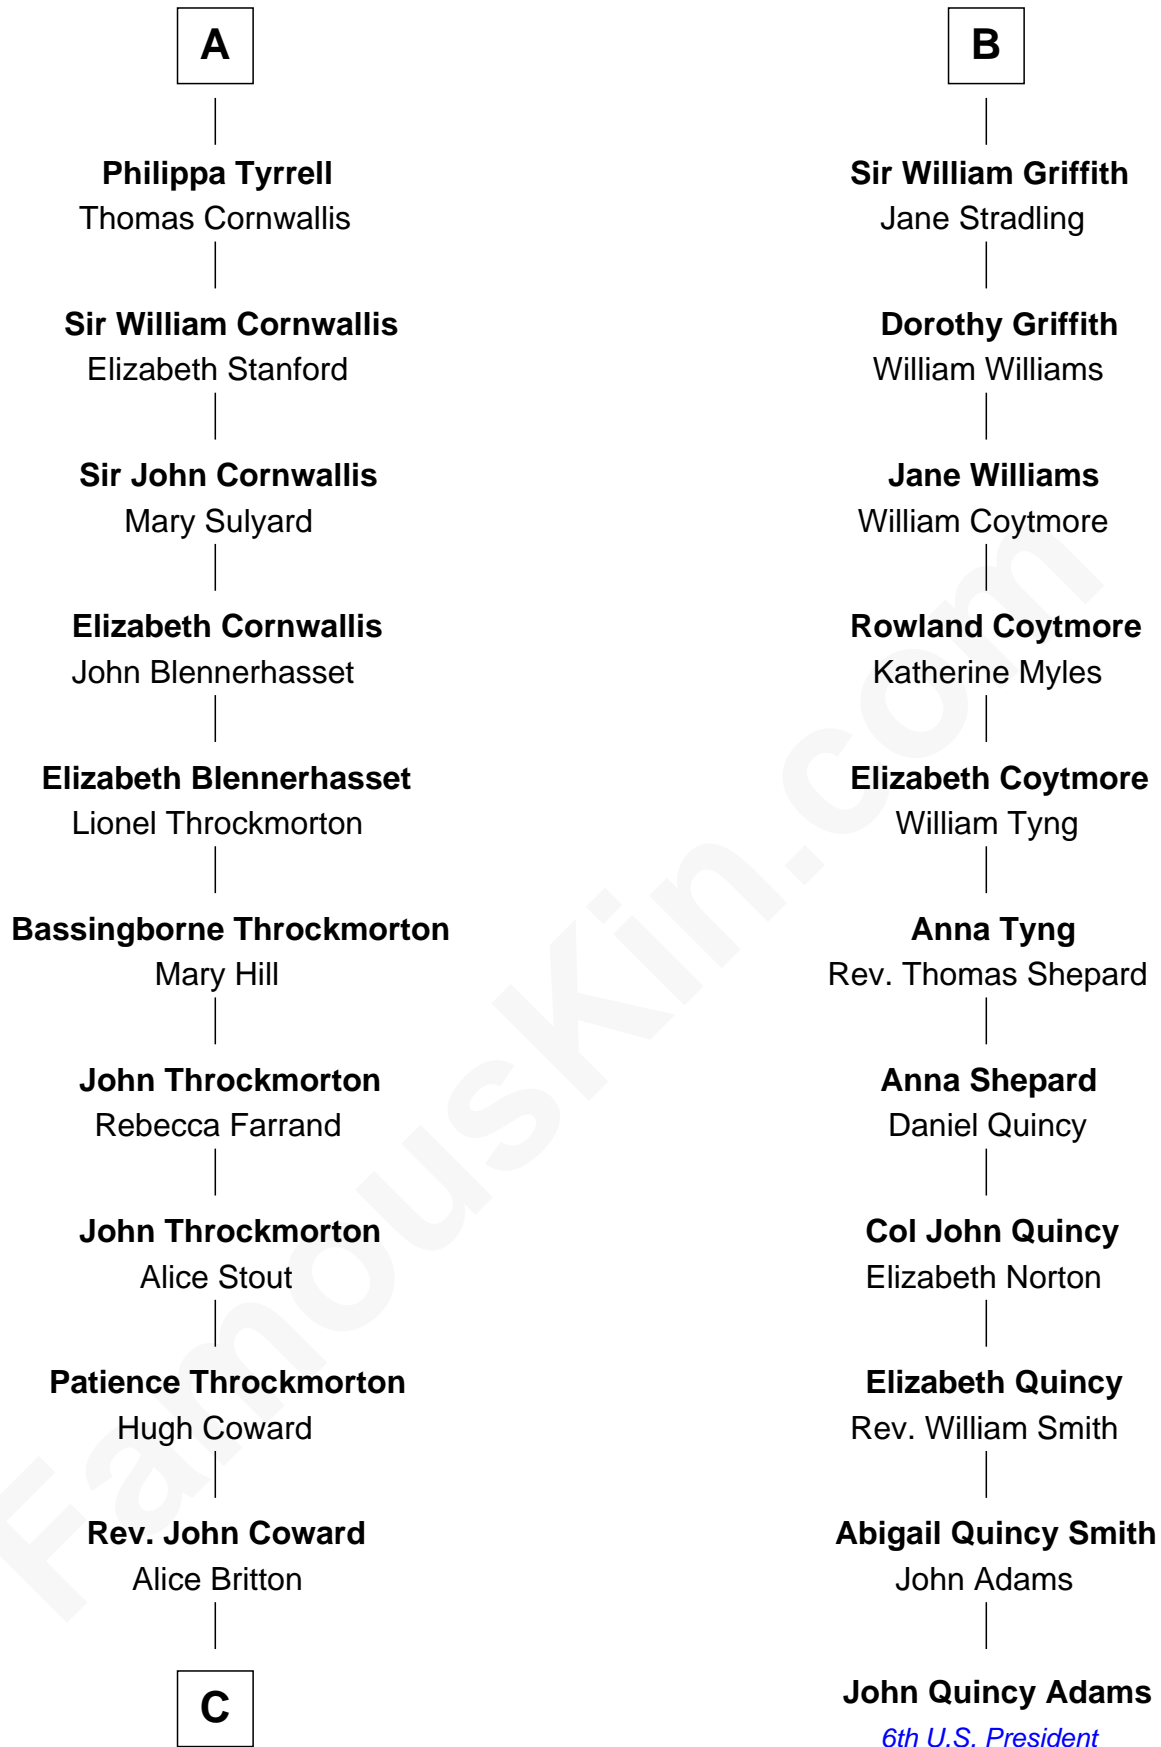 A
Philippa Tyrrell
Thomas Cornwallis
Sir William Cornwallis
Elizabeth Stanford
Sir John Cornwallis
Mary Sulyard
Elizabeth Cornwallis
John Blennerhasset
Elizabeth Blennerhasset
Lionel Throckmorton
Bassingborne Throckmorton
Mary Hill
John Throckmorton
Rebecca Farrand
John Throckmorton
Alice Stout
Patience Throckmorton
Hugh Coward
Rev. John Coward
Alice Britton
C
B
Sir William Griffith
Jane Stradling
Dorothy Griffith
William Williams
Jane Williams
William Coytmore
Rowland Coytmore
Katherine Myles
Elizabeth Coytmore
William Tyng
Anna Tyng
Rev. Thomas Shepard
Anna Shepard
Daniel Quincy
Col John Quincy
Elizabeth Norton
Elizabeth Quincy
Rev. William Smith
Abigail Quincy Smith
John Adams
John Quincy Adams
6th U.S. President
FamousKin.com